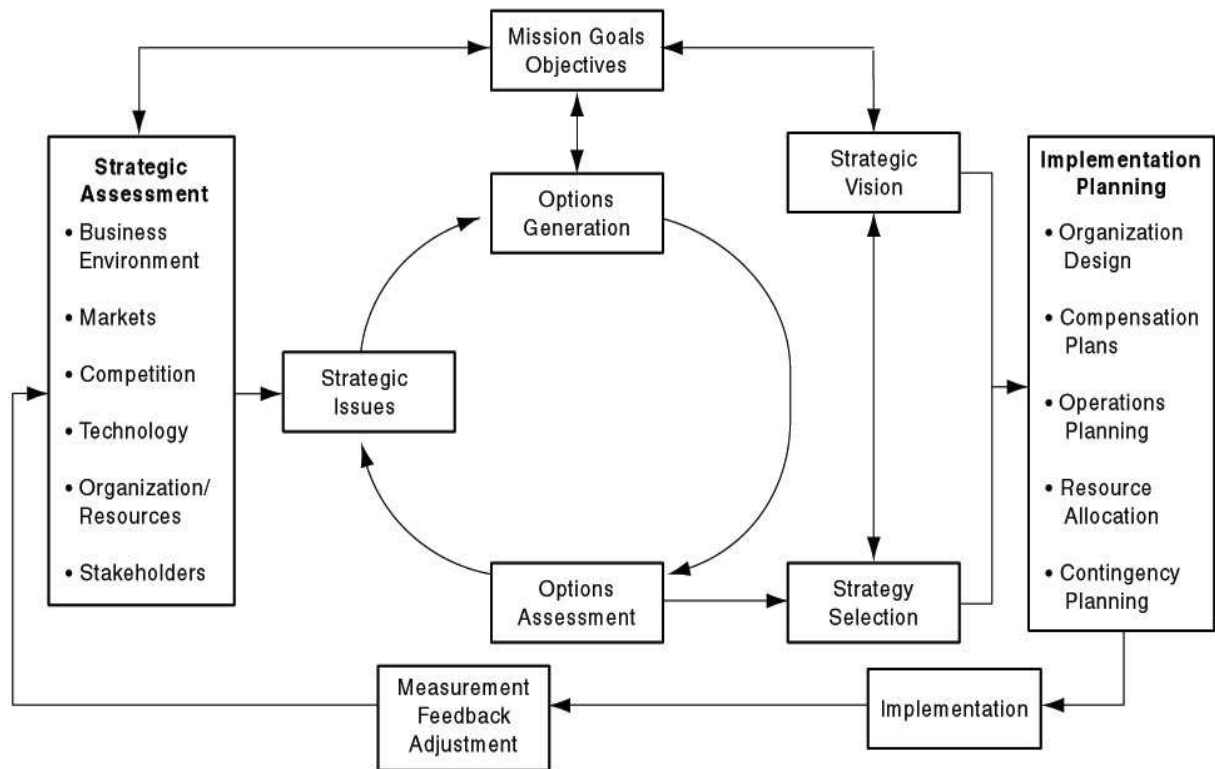 Mission Goals
Objectives
Strategic
Assessment
• Business
Environment
• Markets
• Competition
• Technology
• Organization/
Resources
• Stakeholders
Options
Generation
Strategic
Vision
Implementation
Planning
• Organization
Design
• Compensation
Plans
• Operations
Planning
• Resource
Allocation
• Contingency
Planning
Strategic
Issues
Options
Assessment
Strategy
Selection
Measurement
Feedback
Adjustment
Implementation